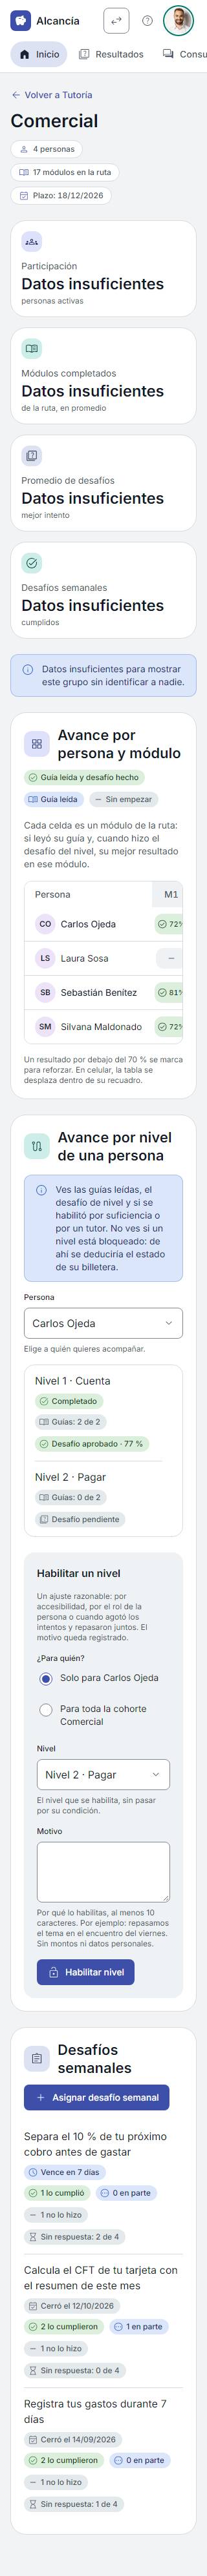 Alcancía
Inicio
Resultados
Consu
Volver a Tutoría
Comercial
4 personas
17 módulos en la ruta
Plazo: 18/12/2026
Participación
Datos insuficientes
personas activas
Módulos completados
Datos insuficientes
de la ruta, en promedio
Promedio de desafíos
Datos insuficientes
mejor intento
Desafíos semanales
Datos insuficientes
cumplidos
Datos insuficientes para mostrar
este grupo sin identificar a nadie.
Avance por
persona y módulo
Guía leída y desafío hecho
Guía leída
Sin empezar
Cada celda es un módulo de la ruta:
si leyó su guía y, cuando hizo el
desafío del nivel, su mejor resultado
en ese módulo.
Persona
M1
CO Carlos Ojeda 72%
LS Laura Sosa –
SB Sebastián Benítez 81%
SM Silvana Maldonado 72%
Un resultado por debajo del 70 % se marca
para reforzar. En celular, la tabla se
desplaza dentro de su recuadro.
Avance por nivel
de una persona
Ves las guías leídas, el
desafío de nivel y si se
habilitó por suficiencia o
por un tutor. No ves si un
nivel está bloqueado: de
ahí se deduciría el estado
de su billetera.
Persona
Carlos Ojeda
Elige a quién quieres acompañar.
Nivel 1 · Cuenta
Completado
Guías: 2 de 2
Desafío aprobado · 77 %
Nivel 2 · Pagar
Guías: 0 de 2
Desafío pendiente
Habilitar un nivel
Un ajuste razonable: por
accesibilidad, por el rol de la
persona o cuando agotó los
intentos y repasaron juntos. El
motivo queda registrado.
¿Para quién?
Solo para Carlos Ojeda
Para toda la cohorte
Comercial
Nivel
Nivel 2 · Pagar
El nivel que se habilita, sin pasar
por su condición.
Motivo
Por qué lo habilitas, al menos 10
caracteres. Por ejemplo: repasamos
el tema en el encuentro del viernes.
Sin montos ni datos personales.
Habilitar nivel
Desafíos
semanales
Asignar desafío semanal
Separa el 10 % de tu próximo
cobro antes de gastar
Vence en 7 días
1 lo cumplió
0 en parte
1 no lo hizo
Sin respuesta: 2 de 4
Calcula el CFT de tu tarjeta con
el resumen de este mes
Cerró el 12/10/2026
2 lo cumplieron
1 en parte
1 no lo hizo
Sin respuesta: 0 de 4
Registra tus gastos durante 7
días
Cerró el 14/09/2026
2 lo cumplieron
0 en parte
1 no lo hizo
Sin respuesta: 1 de 4